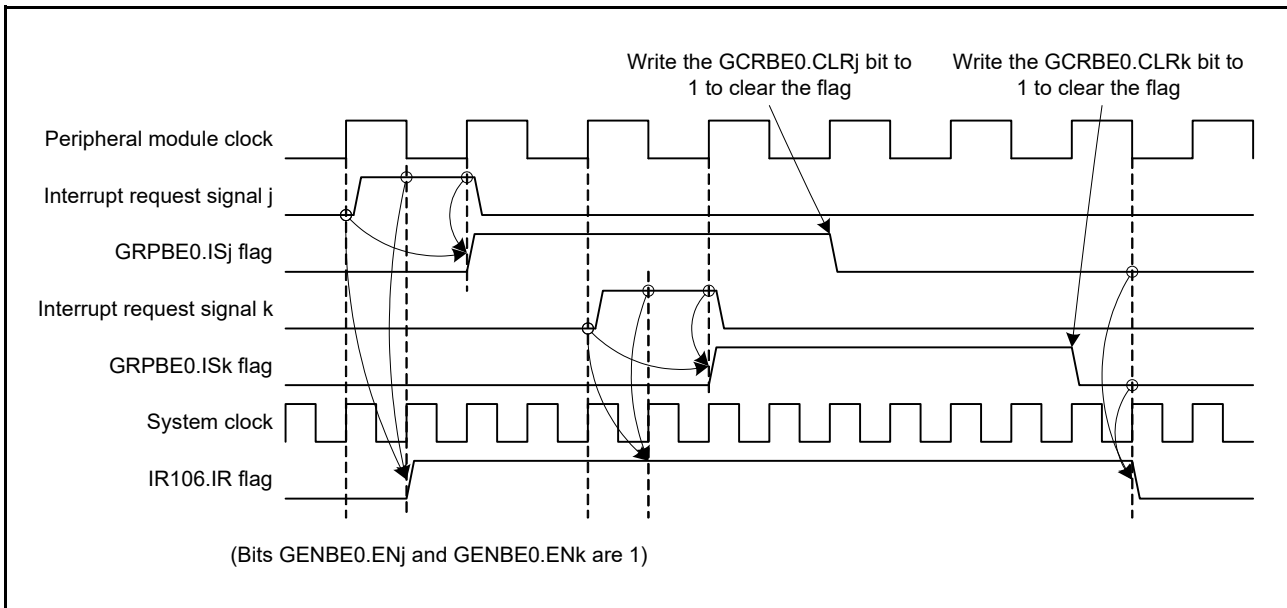 Write the GCRBE0.CLRj bit to
1 to clear the flag
Write the GCRBE0.CLRk bit to
1 to clear the flag
Peripheral module clock
Interrupt request signal j
GRPBE0.ISj flag
Interrupt request signal k
GRPBE0.ISk flag
System clock
IR106.IR flag
(Bits GENBE0.ENj and GENBE0.ENk are 1)